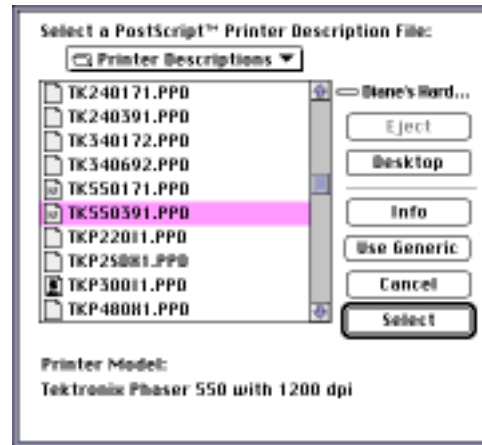 Select a PostScript™ Printer Description File:
Printer Descriptions
TK240171.PPD
TK240391.PPD
TK340172.PPD
TK340692.PPD
TK550171.PPD
TK550391.PPD
TKP220I1.PPD
TKP2SDX1.PPD
TKP300I1.PPD
TKP480X1.PPD
Diane's Hard...
Eject
Desktop
Info
Use Generic
Cancel
Select
Printer Model:
Tektronix Phaser 550 with 1200 dpi